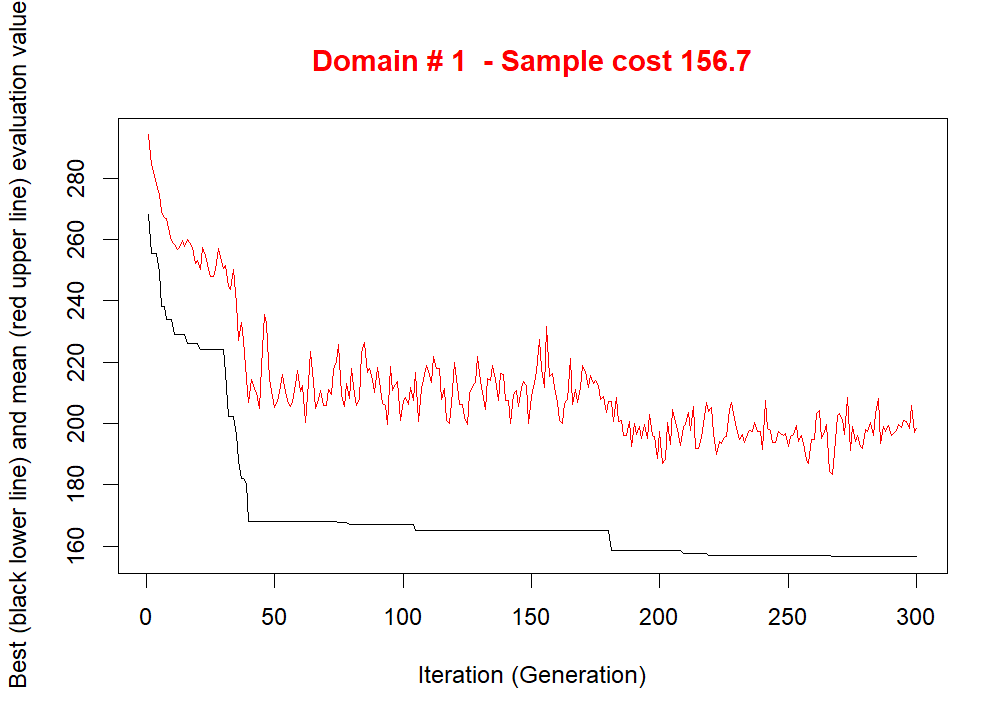 Domain # 1  - Sample cost 156.7
Best (black lower line) and mean (red upper line) evaluation value
280
260
240
220
200
180
160
0 50 100 150 200 250 300
Iteration (Generation)